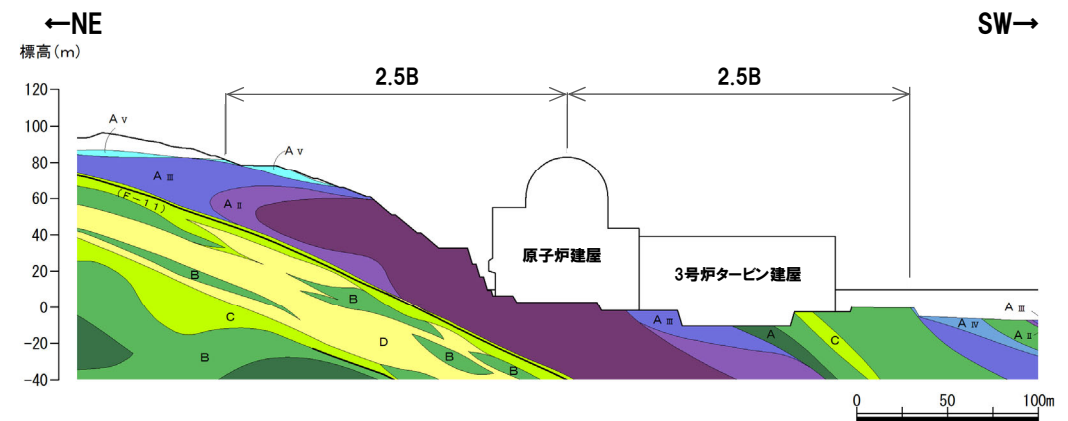 ←NE
SW→
標高(m)
2.5B
2.5B
120
100
80
60
40
20
0
-20
-40
AⅤ
AⅤ
AⅢ
(F-11)
AⅡ
B
B
C
D
B
B
B
原子炉建屋
3号炉タービン建屋
AⅢ
A
C
AⅢ
AⅣ
AⅡ
0
50
100m